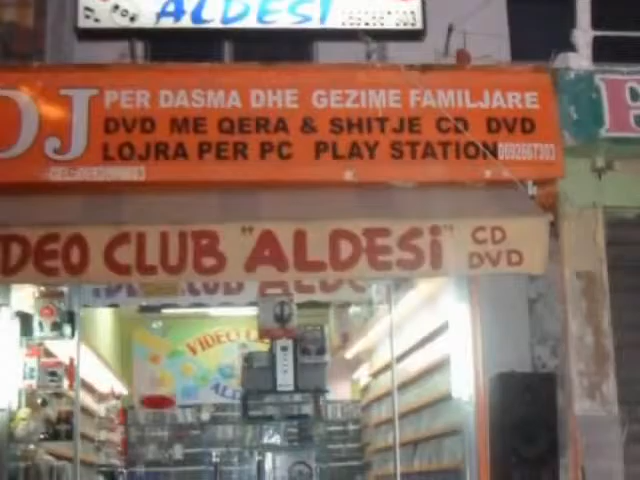 ALDESI
DJ PER DASMA DHE GEZIME FAMILJARE
DVD ME QERA & SHITJE CD DVD
LOJRA PER PC PLAY STATION 0692667303
DEO CLUB "ALDESi" CD
DVD
VIDEO